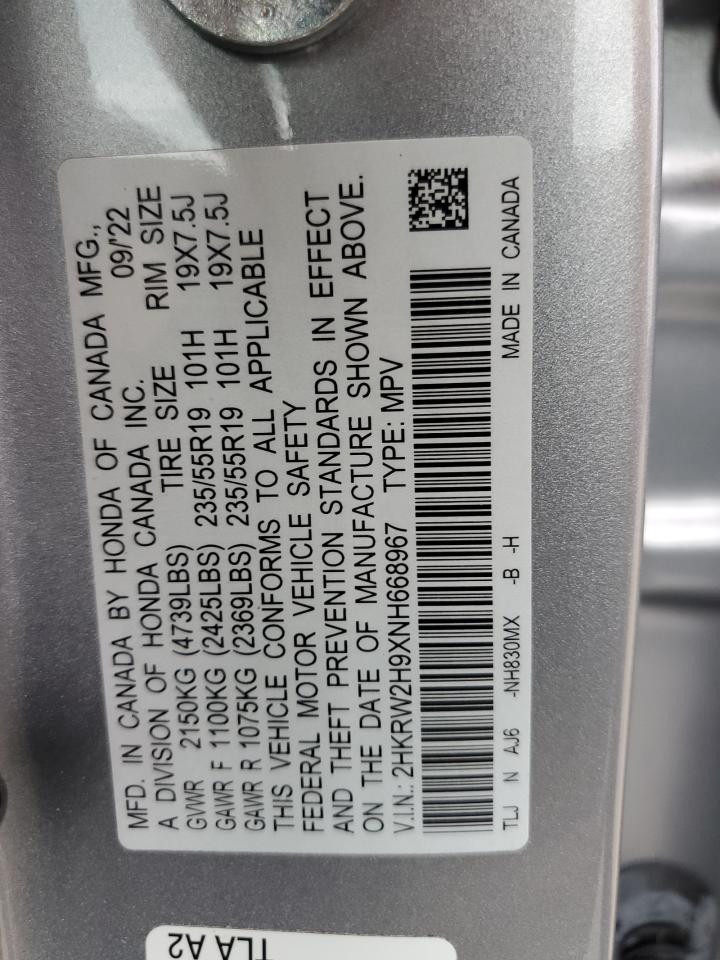 MFD. IN CANADA BY HONDA OF CANADA MFG.,
A DIVISION OF HONDA CANADA INC. 09/'22
TIRE SIZE RIM SIZE
GVWR 2150KG (4739LBS)
GAWR F 1100KG (2425LBS) 235/55R19 101H 19X7.5J
GAWR R 1075KG (2369LBS) 235/55R19 101H 19X7.5J
THIS VEHICLE CONFORMS TO ALL APPLICABLE
FEDERAL MOTOR VEHICLE SAFETY
AND THEFT PREVENTION STANDARDS IN EFFECT
ON THE DATE OF MANUFACTURE SHOWN ABOVE.
V.I.N.: 2HKRW2H9XNH668967 TYPE: MPV
TLJ N AJ6 -NH830MX -B -H MADE IN CANADA
TLA A2